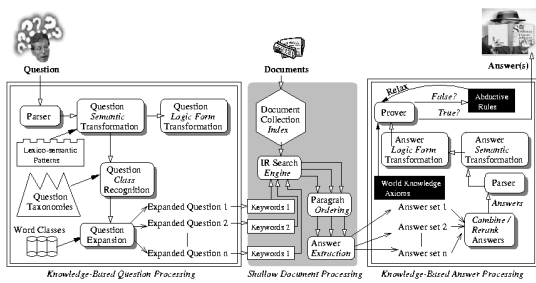 Question
Documents
Answer(s)
Parser
Question
Semantic
Transformation
Question
Logic Form
Transformation
Lexico-semantic
Patterns
Question
Class
Recognition
Question
Taxonomies
Word Classes
Question
Expansion
Expanded Question 1
Expanded Question 2
Expanded Question n
Knowledge-Based Question Processing
Document
Collection
Index
IR Search
Engine
Keywords 1
Keywords 2
Keywords 1
Paragrah
Ordering
Answer
Extraction
Shallow Document Processing
Relax
False?
True?
Prover
Abductive
Rules
Answer
Logic Form
Transformation
Answer
Semantic
Transformation
World Knowledge
Axioms
Parser
Answers
Answer set 1
Answer set 2
Answer set n
Combine /
Rerank
Answers
Knowledge-Based Answer Processing